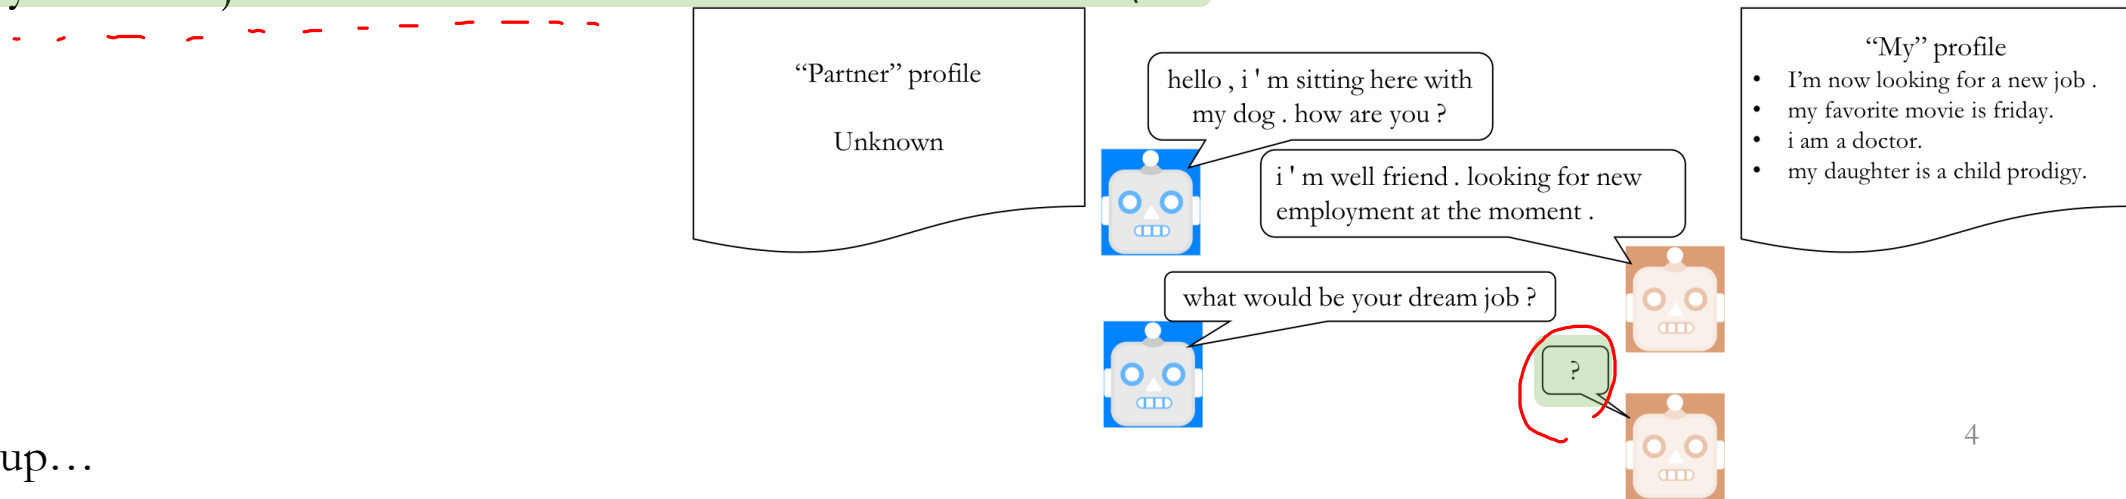 “Partner” profile
Unknown
hello , i ' m sitting here with
my dog . how are you ?
i ' m well friend . looking for new
employment at the moment .
what would be your dream job ?
?
“My” profile
• I’m now looking for a new job .
• my favorite movie is friday.
• i am a doctor.
• my daughter is a child prodigy.
up…
4